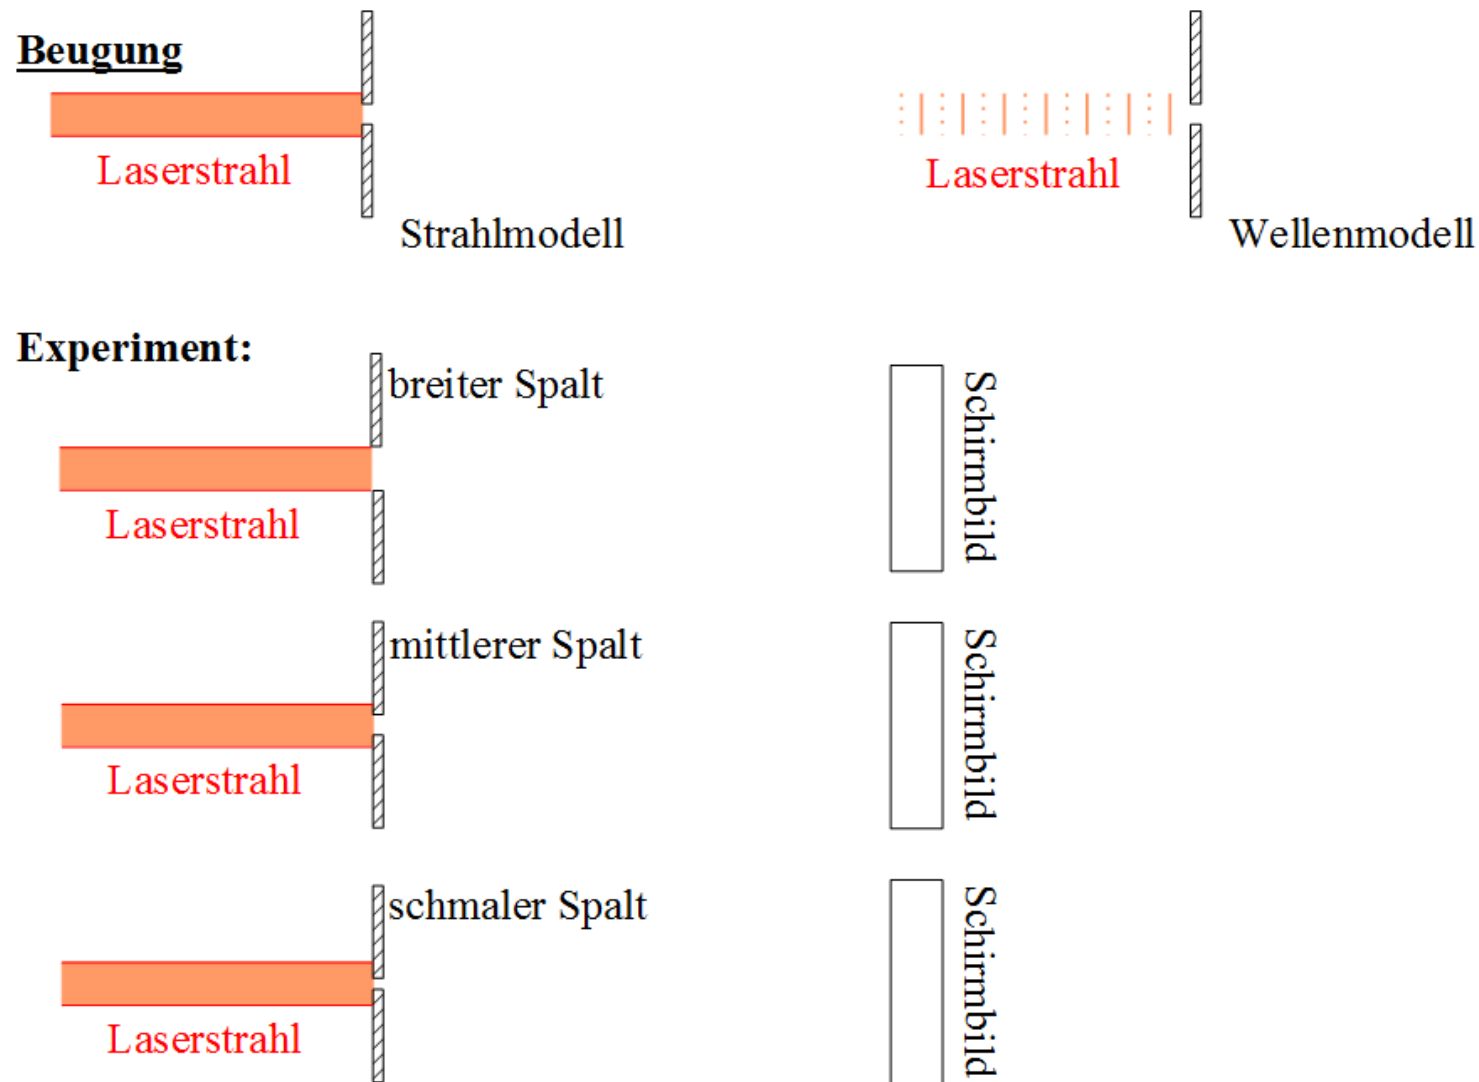 Beugung
Laserstrahl
Strahlmodell
Laserstrahl
Wellenmodell
Experiment:
breiter Spalt
Laserstrahl
Schirmbild
mittlerer Spalt
Laserstrahl
Schirmbild
schmaler Spalt
Laserstrahl
Schirmbild